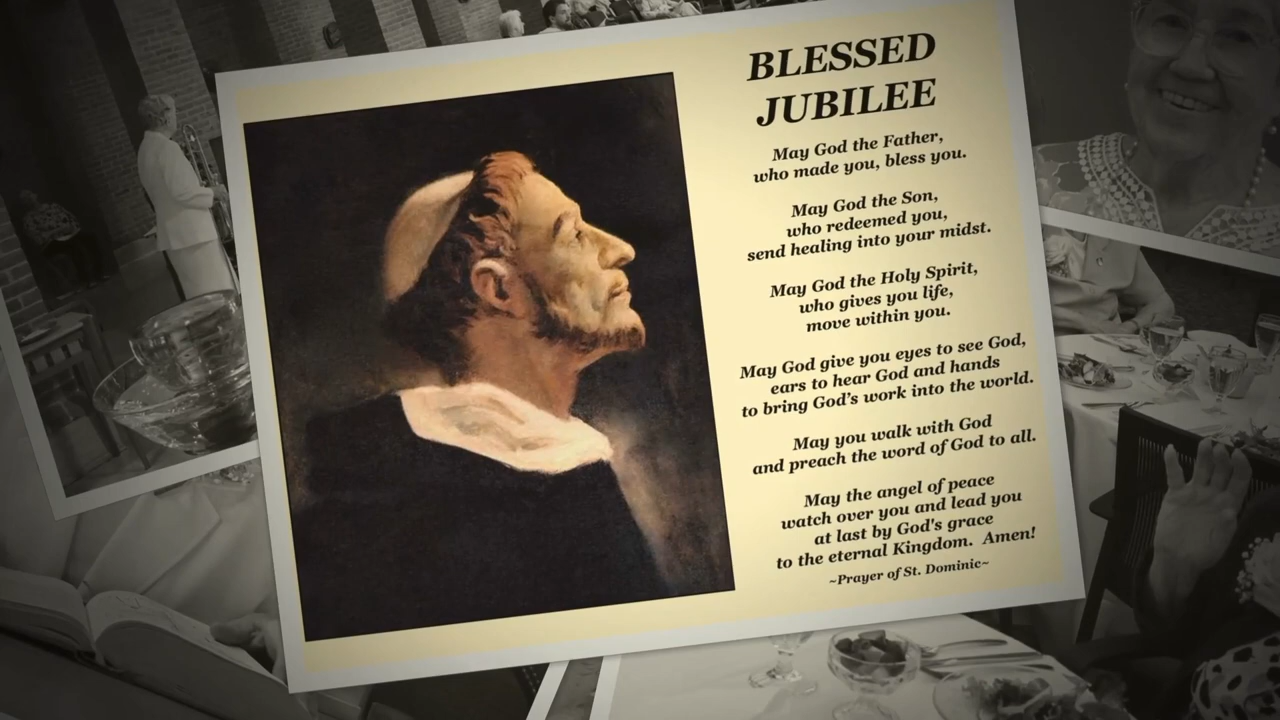 BLESSED
JUBILEE
May God the Father,
who made you, bless you.
May God the Son,
who redeemed you,
send healing into your midst.
May God the Holy Spirit,
who gives you life,
move within you.
May God give you eyes to see God,
ears to hear God and hands
to bring God's work into the world.
May you walk with God
and preach the word of God to all.
May the angel of peace
watch over you and lead you
at last by God's grace
to the eternal Kingdom.  Amen!
~Prayer of St. Dominic~